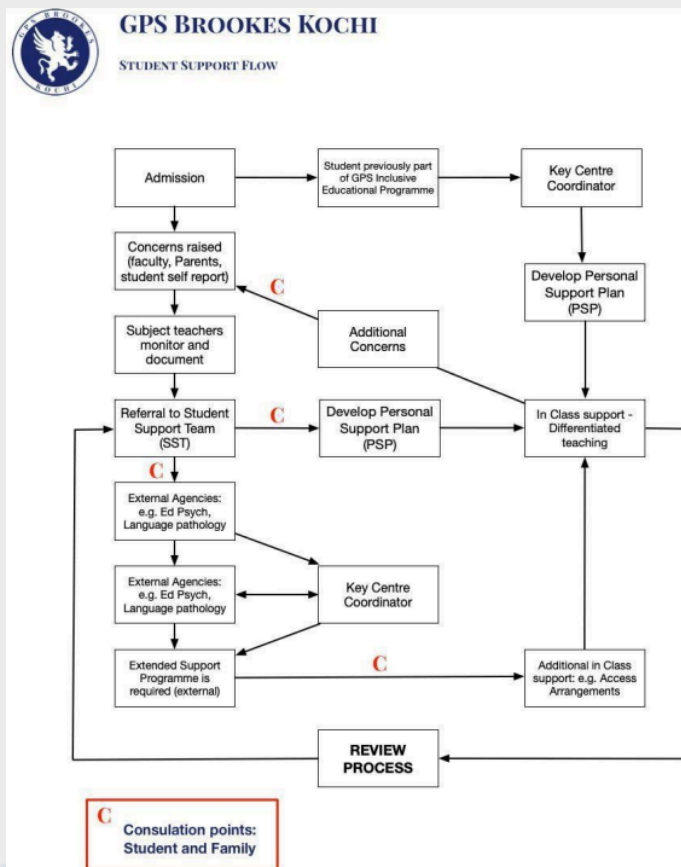 GPS BROOKES
KOCHI
GPS BROOKES KOCHI
STUDENT SUPPORT FLOW
Admission
Student previously part
of GPS Inclusive
Educational Programme
Key Centre
Coordinator
Concerns raised
(faculty, Parents,
student self report)
C
Develop Personal
Support Plan
(PSP)
Subject teachers
monitor and
document
Additional
Concerns
Referral to Student
Support Team
(SST)
C
Develop Personal
Support Plan
(PSP)
In Class support -
Differentiated
teaching
C
External Agencies:
e.g. Ed Psych,
Language pathology
External Agencies:
e.g. Ed Psych,
Language pathology
Key Centre
Coordinator
Extended Support
Programme is
required (external)
C
Additional in Class
support: e.g. Access
Arrangements
REVIEW
PROCESS
C
Consulation points:
Student and Family